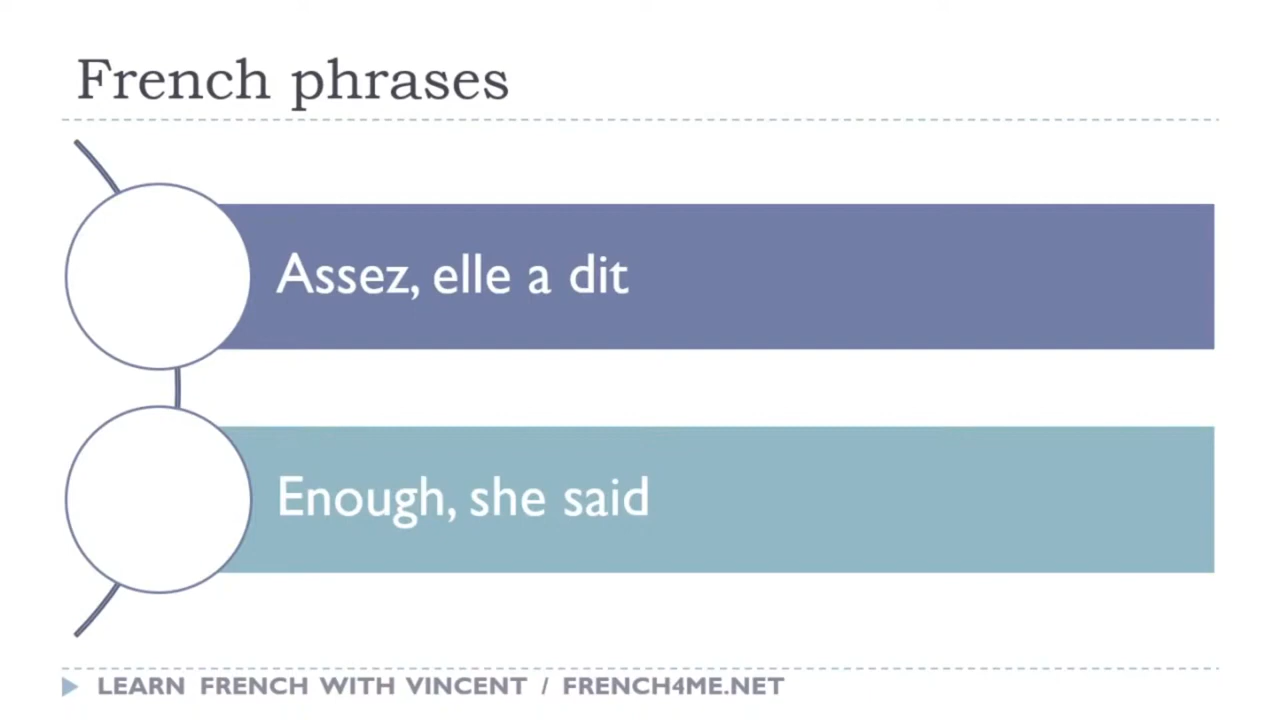 French phrases
Assez, elle a dit
Enough, she said
LEARN FRENCH WITH VINCENT / FRENCH4ME.NET